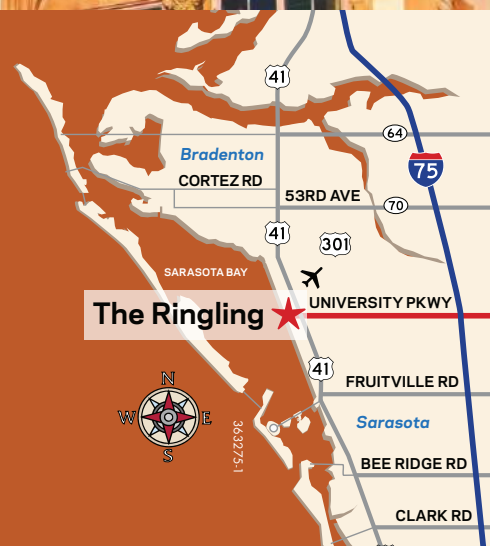 41
64
Bradenton
75
CORTEZ RD
53RD AVE
70
41
301
SARASOTA BAY
UNIVERSITY PKWY
The Ringling
41
N
FRUITVILLE RD
W E
Sarasota
363275-1
S
BEE RIDGE RD
CLARK RD